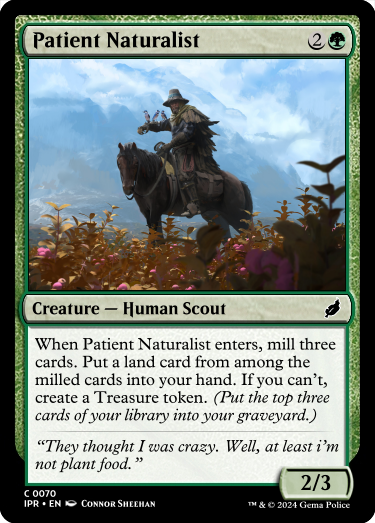 Patient Naturalist 2
Creature — Human Scout
When Patient Naturalist enters, mill three
cards. Put a land card from among the
milled cards into your hand. If you can't,
create a Treasure token. (Put the top three
cards of your library into your graveyard.)
"They thought I was crazy. Well, at least i'm
not plant food."
2/3
C 0070
IPR • EN Connor Sheehan
™ & © 2024 Gema Police